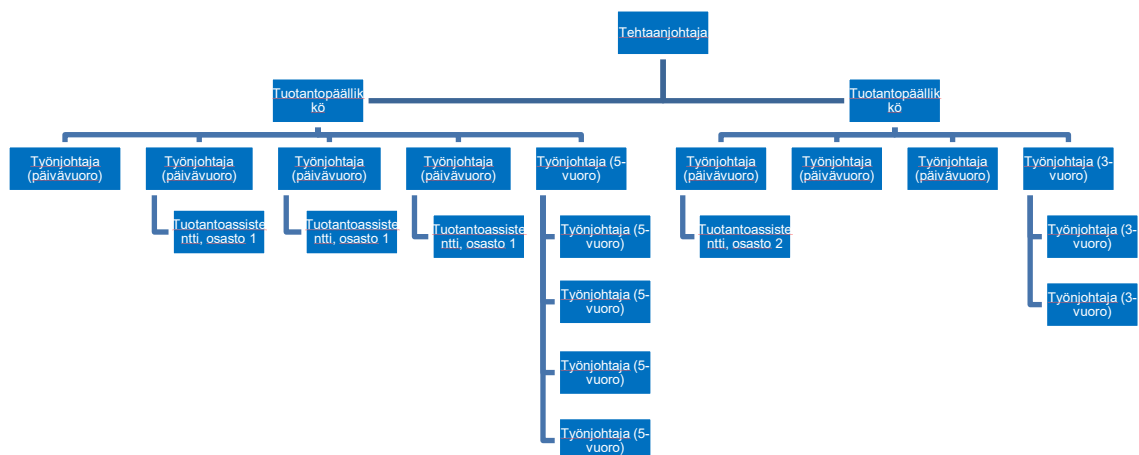 Tehtaanjohtaja
Tuotantopäällik
kö
Tuotantopäällik
kö
Työnjohtaja
(päivävuoro)
Työnjohtaja
(päivävuoro)
Työnjohtaja
(päivävuoro)
Työnjohtaja
(päivävuoro)
Työnjohtaja (5-
vuoro)
Työnjohtaja
(päivävuoro)
Työnjohtaja
(päivävuoro)
Työnjohtaja
(päivävuoro)
Työnjohtaja (3-
vuoro)
Tuotantoassiste
ntti, osasto 1
Tuotantoassiste
ntti, osasto 1
Tuotantoassiste
ntti, osasto 1
Työnjohtaja (5-
vuoro)
Tuotantoassiste
ntti, osasto 2
Työnjohtaja (3-
vuoro)
Työnjohtaja (5-
vuoro)
Työnjohtaja (3-
vuoro)
Työnjohtaja (5-
vuoro)
Työnjohtaja (5-
vuoro)